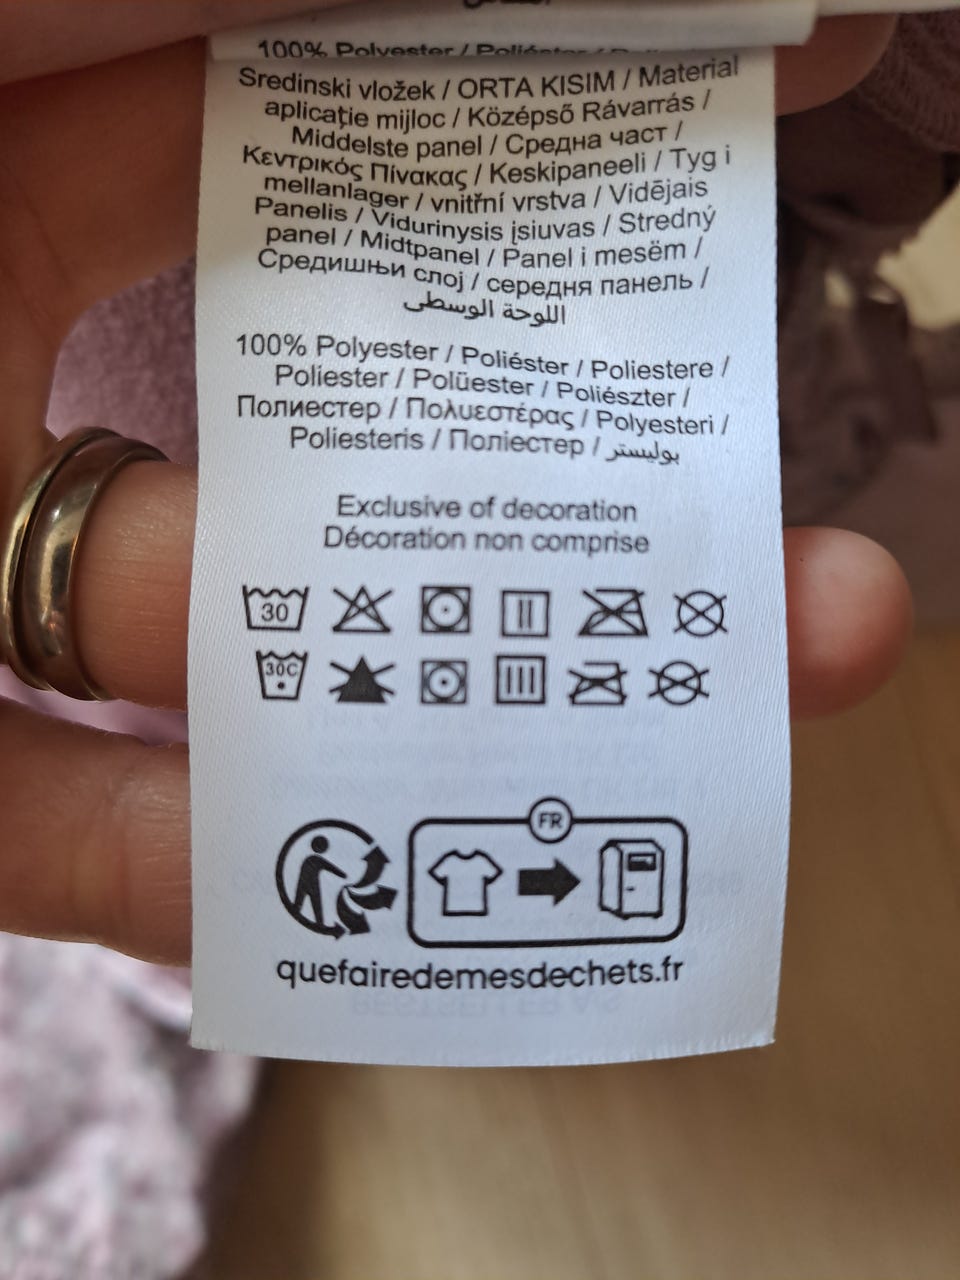 100% Polyester / Poliéster /
Sredinski vložek / ORTA KISIM / Material
aplicație mijloc / Középső Rávarrás /
Middelste panel / Средна част /
Κεντρικός Πίνακας / Keskipaneeli / Tyg i
mellanlager / vnitřní vrstva / Vidējais
Panelis / Vidurinysis įsiuvas / Stredný
panel / Midtpanel / Panel i mesëm /
Средишњи слој / середня панель /
اللوحة الوسطى
100% Polyester / Poliéster / Poliestere /
Poliester / Polüester / Poliészter /
Полиестер / Πολυεστέρας / Polyesteri /
Poliesteris / Поліестер / بوليستر
Exclusive of decoration
Décoration non comprise
30
30C
FR
quefairedemesdechets.fr